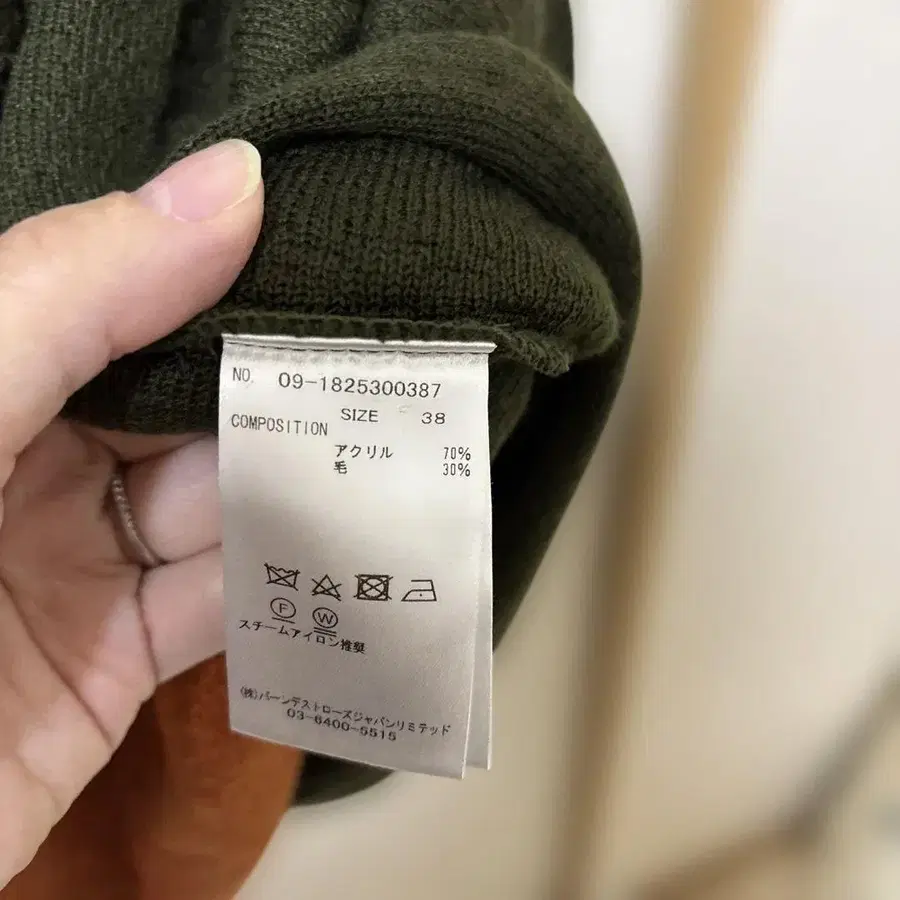 NO. 09-1825300387
SIZE 38
COMPOSITION
アクリル 70%
毛 30%
F W
スチームアイロン推奨
(株)バーンデストローズジャパンリミテッド
03-6400-5515